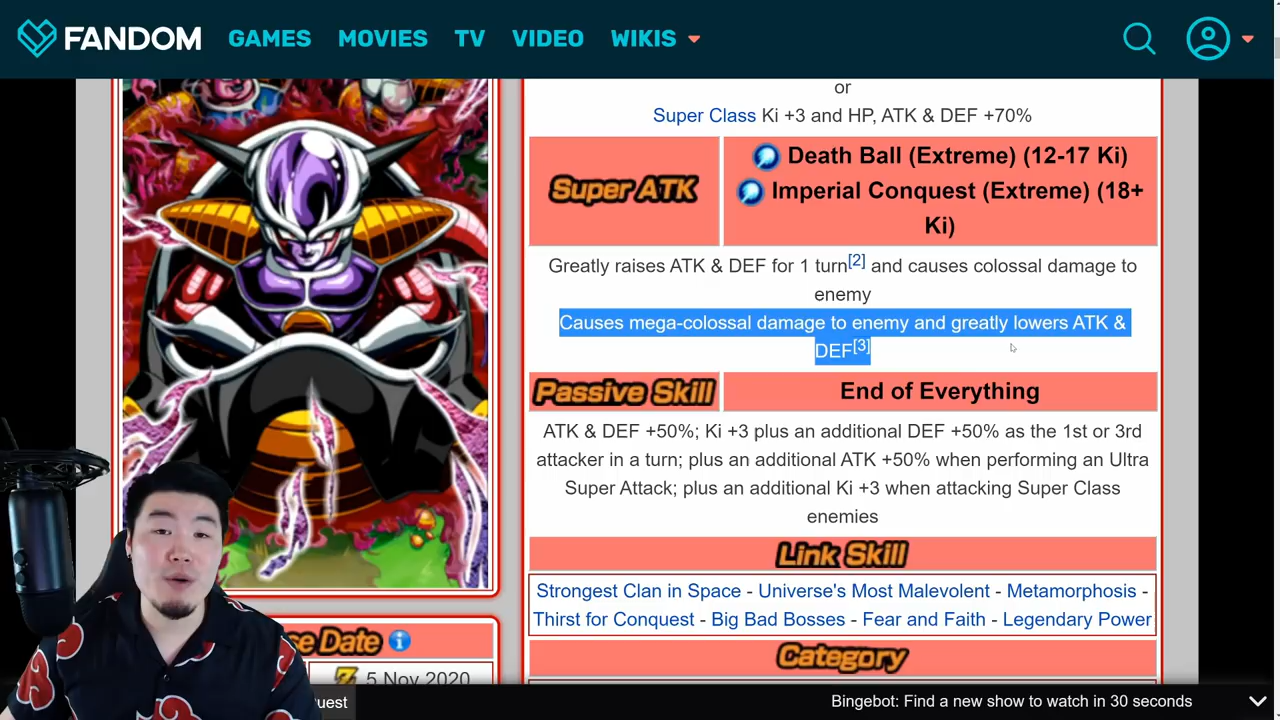 FANDOM GAMES MOVIES TV VIDEO WIKIS
or
Super Class Ki +3 and HP, ATK & DEF +70%
Super ATK
Death Ball (Extreme) (12-17 Ki)
Imperial Conquest (Extreme) (18+
Ki)
Greatly raises ATK & DEF for 1 turn[2] and causes colossal damage to
enemy
Causes mega-colossal damage to enemy and greatly lowers ATK &
DEF[3]
Passive Skill
End of Everything
ATK & DEF +50%; Ki +3 plus an additional DEF +50% as the 1st or 3rd
attacker in a turn; plus an additional ATK +50% when performing an Ultra
Super Attack; plus an additional Ki +3 when attacking Super Class
enemies
Link Skill
Strongest Clan in Space - Universe's Most Malevolent - Metamorphosis -
Thirst for Conquest - Big Bad Bosses - Fear and Faith - Legendary Power
Category
se Date
Z 5 Nov 2020
uest
Bingebot: Find a new show to watch in 30 seconds